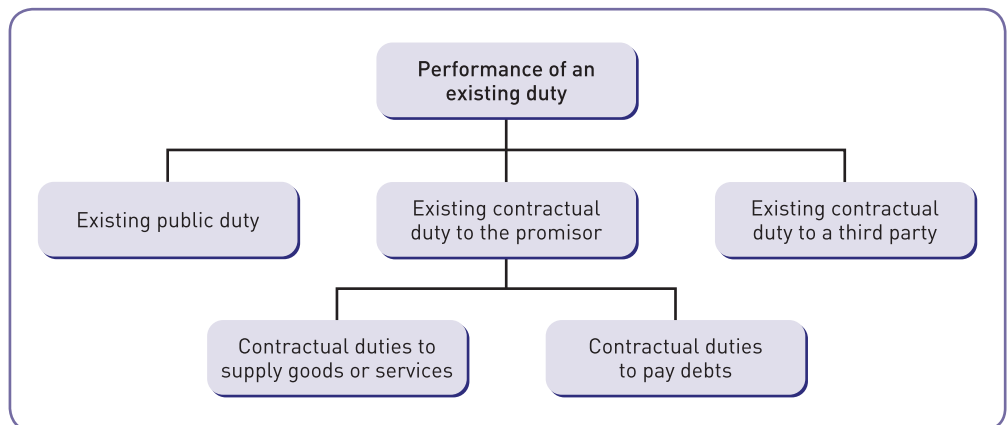 Performance of an
existing duty
Existing public duty
Existing contractual
duty to the promisor
Existing contractual
duty to a third party
Contractual duties to
supply goods or services
Contractual duties
to pay debts